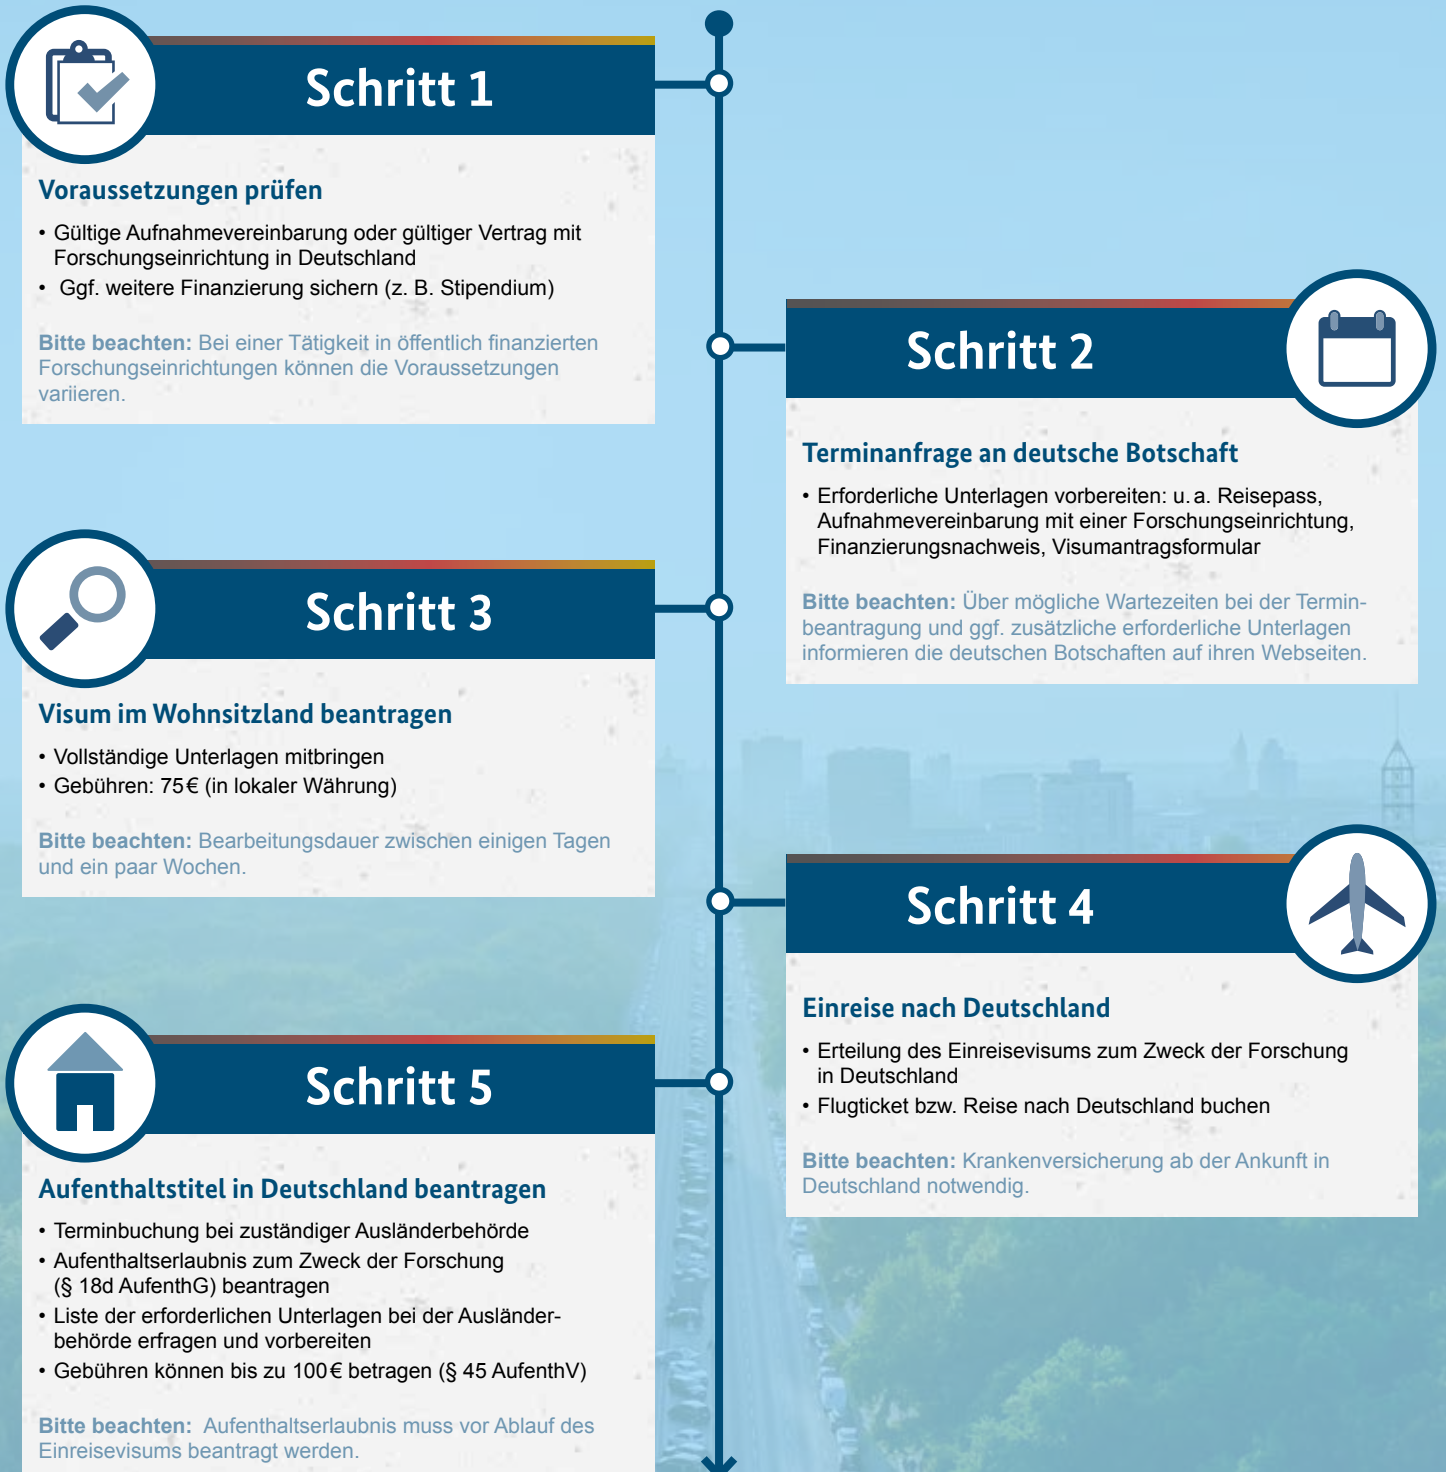 Schritt 1
Voraussetzungen prüfen
• Gültige Aufnahmevereinbarung oder gültiger Vertrag mit
Forschungseinrichtung in Deutschland
• Ggf. weitere Finanzierung sichern (z. B. Stipendium)
Bitte beachten: Bei einer Tätigkeit in öffentlich finanzierten
Forschungseinrichtungen können die Voraussetzungen
variieren.
Schritt 2
Terminanfrage an deutsche Botschaft
• Erforderliche Unterlagen vorbereiten: u. a. Reisepass,
Aufnahmevereinbarung mit einer Forschungseinrichtung,
Finanzierungsnachweis, Visumantragsformular
Bitte beachten: Über mögliche Wartezeiten bei der Termin-
beantragung und ggf. zusätzliche erforderliche Unterlagen
informieren die deutschen Botschaften auf ihren Webseiten.
Schritt 3
Visum im Wohnsitzland beantragen
• Vollständige Unterlagen mitbringen
• Gebühren: 75 € (in lokaler Währung)
Bitte beachten: Bearbeitungsdauer zwischen einigen Tagen
und ein paar Wochen.
Schritt 4
Einreise nach Deutschland
• Erteilung des Einreisevisums zum Zweck der Forschung
in Deutschland
• Flugticket bzw. Reise nach Deutschland buchen
Bitte beachten: Krankenversicherung ab der Ankunft in
Deutschland notwendig.
Schritt 5
Aufenthaltstitel in Deutschland beantragen
• Terminbuchung bei zuständiger Ausländerbehörde
• Aufenthaltserlaubnis zum Zweck der Forschung
(§ 18d AufenthG) beantragen
• Liste der erforderlichen Unterlagen bei der Ausländer-
behörde erfragen und vorbereiten
• Gebühren können bis zu 100 € betragen (§ 45 AufenthV)
Bitte beachten: Aufenthaltserlaubnis muss vor Ablauf des
Einreisevisums beantragt werden.